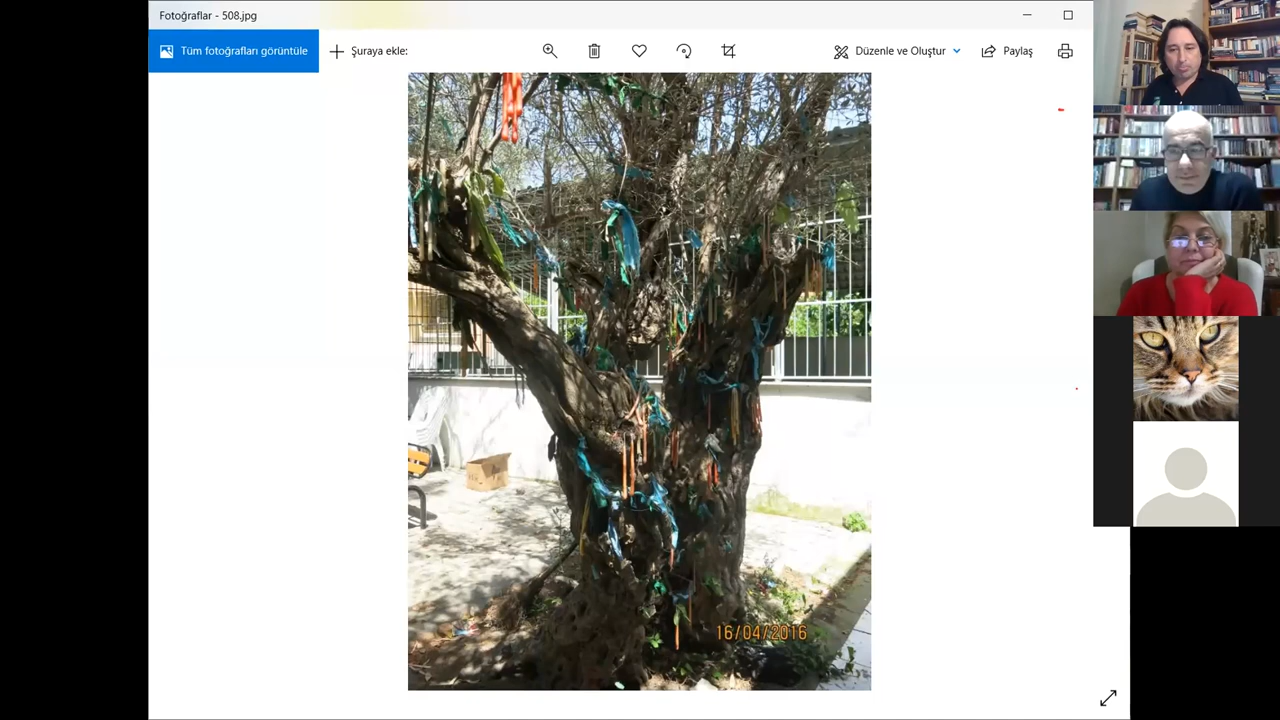 Fotoğraflar - 508.jpg
Tüm fotoğrafları görüntüle
Şuraya ekle:
Düzenle ve Oluştur
Paylaş
16/04/2016